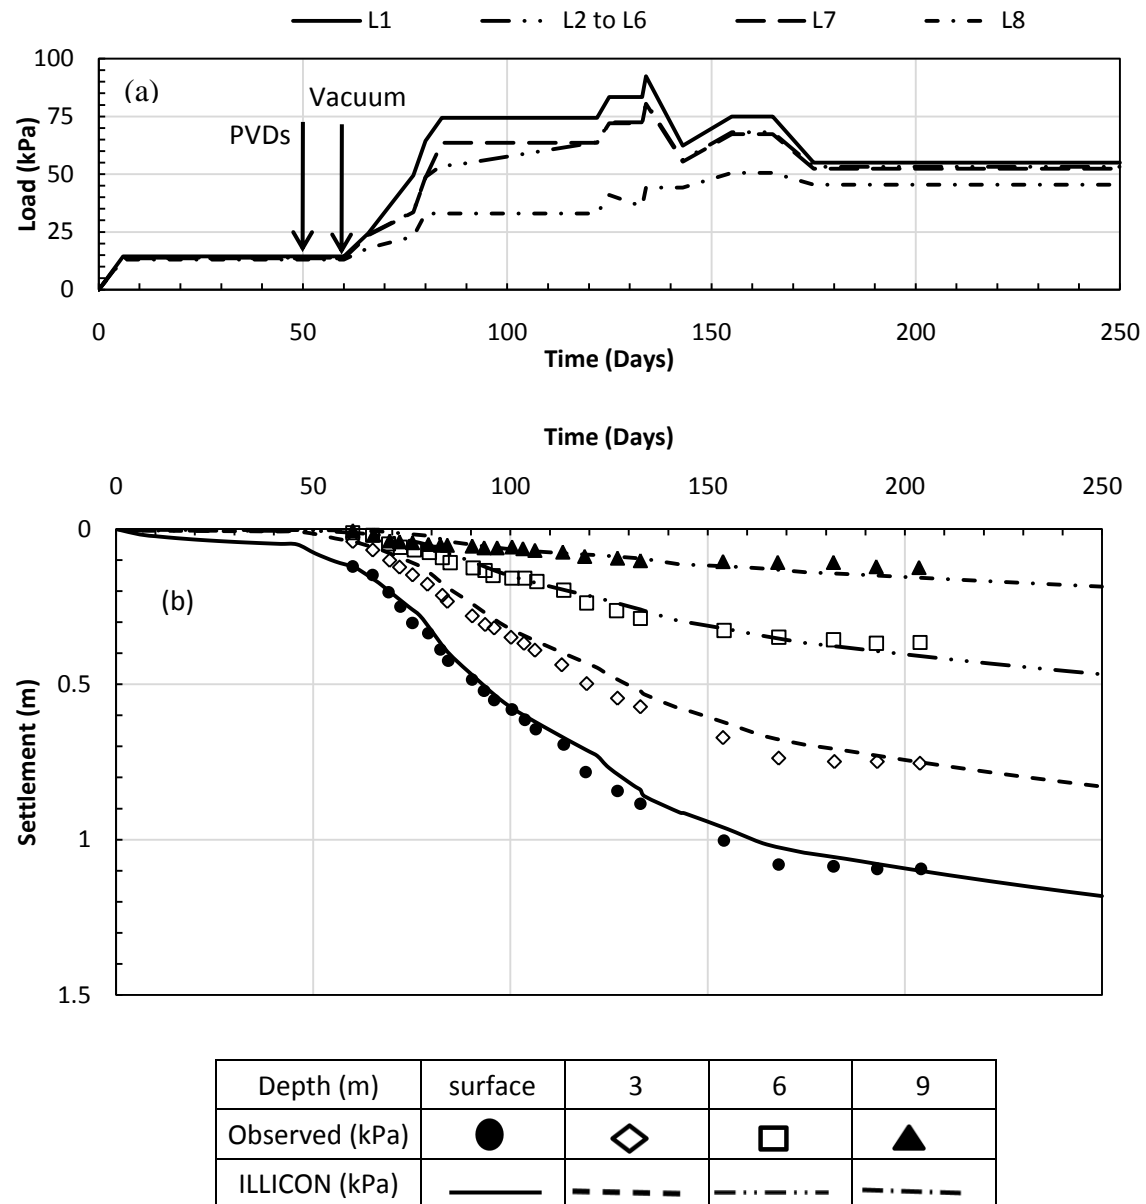 L1 L2 to L6 L7 L8
100
(a)
Vacuum
75
PVDs
50
Load (kPa)
25
0
0 50 100 150 200 250
Time (Days)
Time (Days)
0 50 100 150 200 250
0
(b)
0.5
Settlement (m)
1
1.5
Depth (m) surface 3 6 9
Observed (kPa)
ILLICON (kPa)